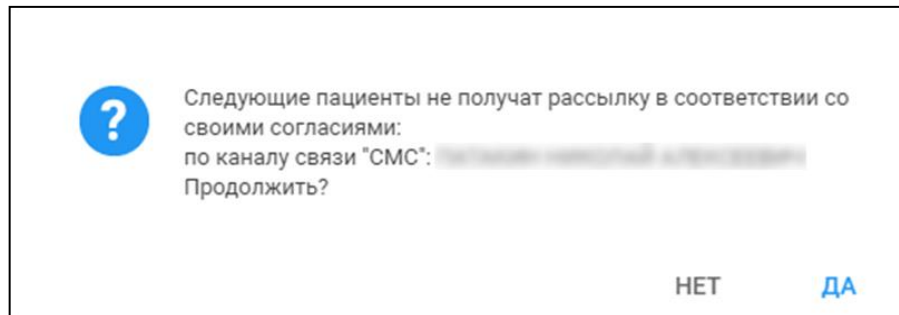 ?
Следующие пациенты не получат рассылку в соответствии со
своими согласиями:
по каналу связи "СМС":
Продолжить?
НЕТ ДА